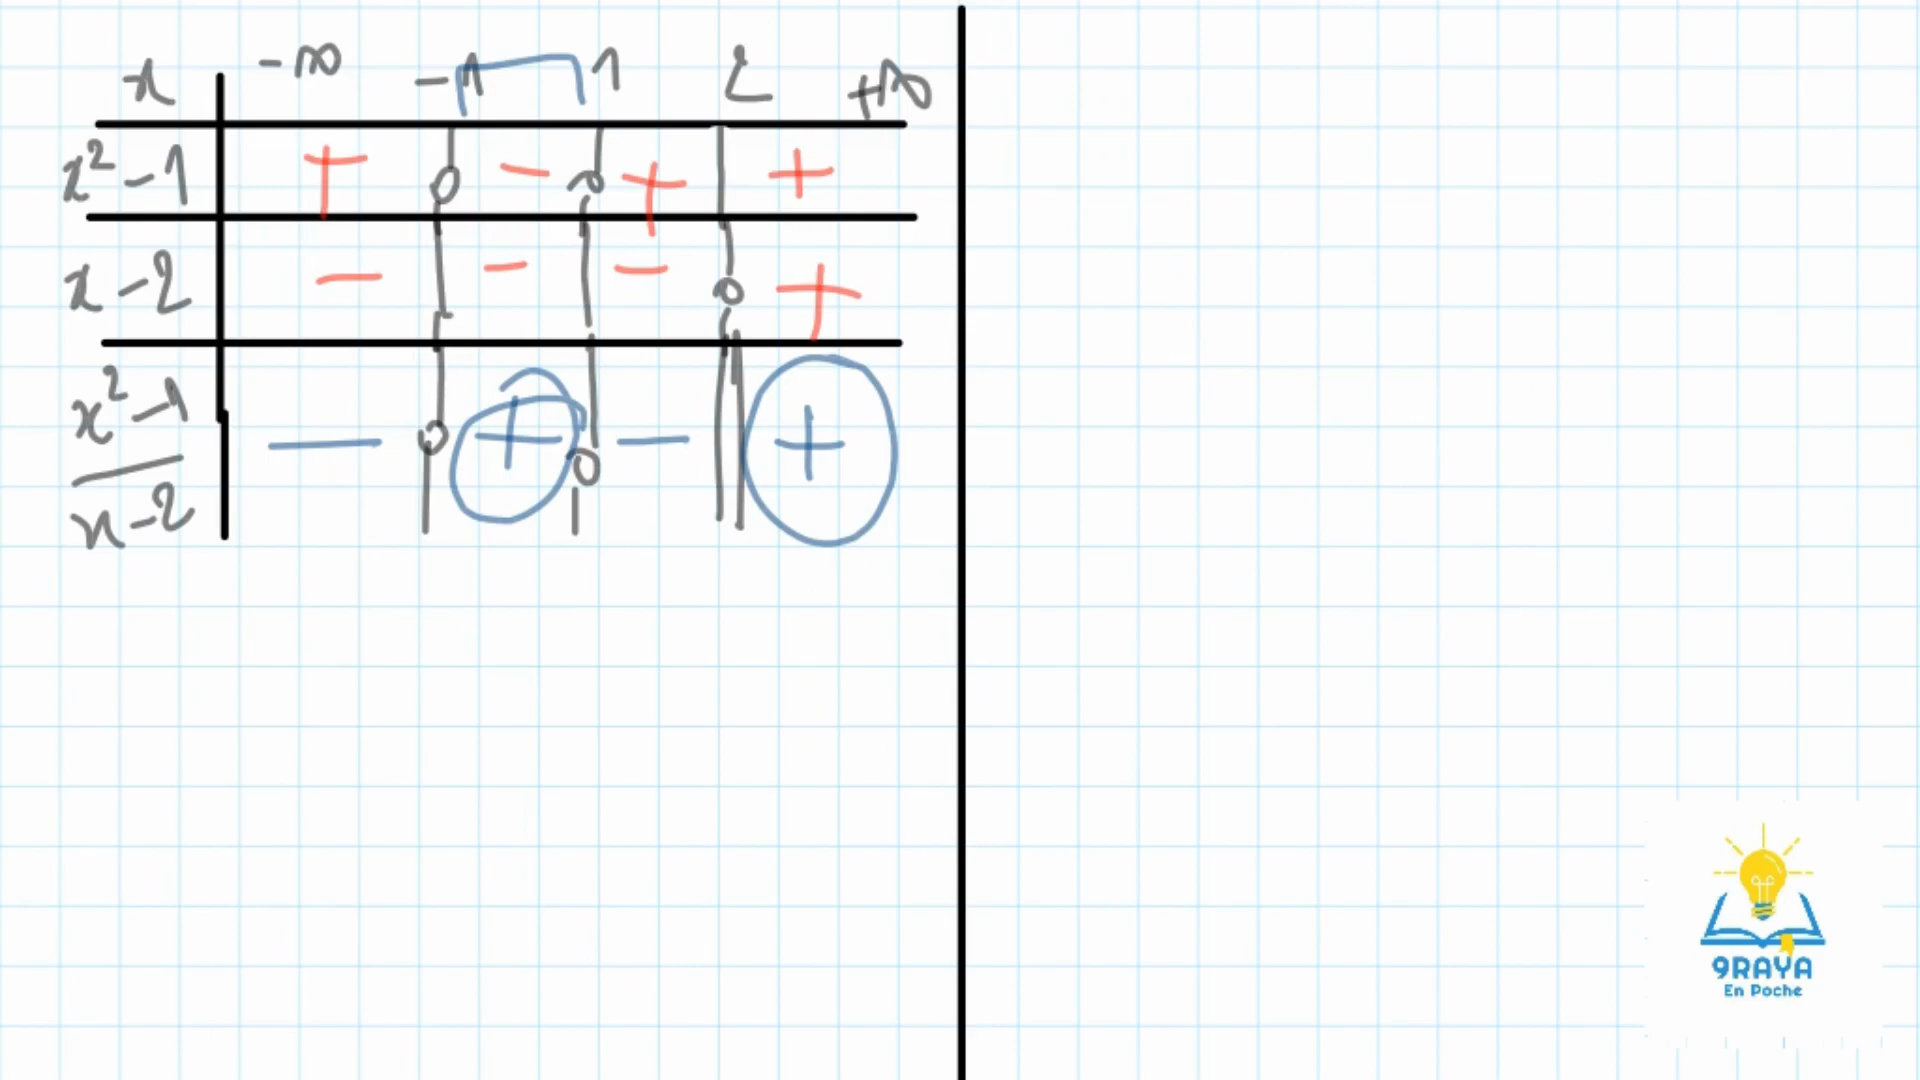 x -∞ -1 1 2 +∞
x² - 1 + 0 - 0 + +
x - 2 - - - 0 +
x² - 1 / x - 2 - 0 + 0 - || +
9RAYA
En Poche